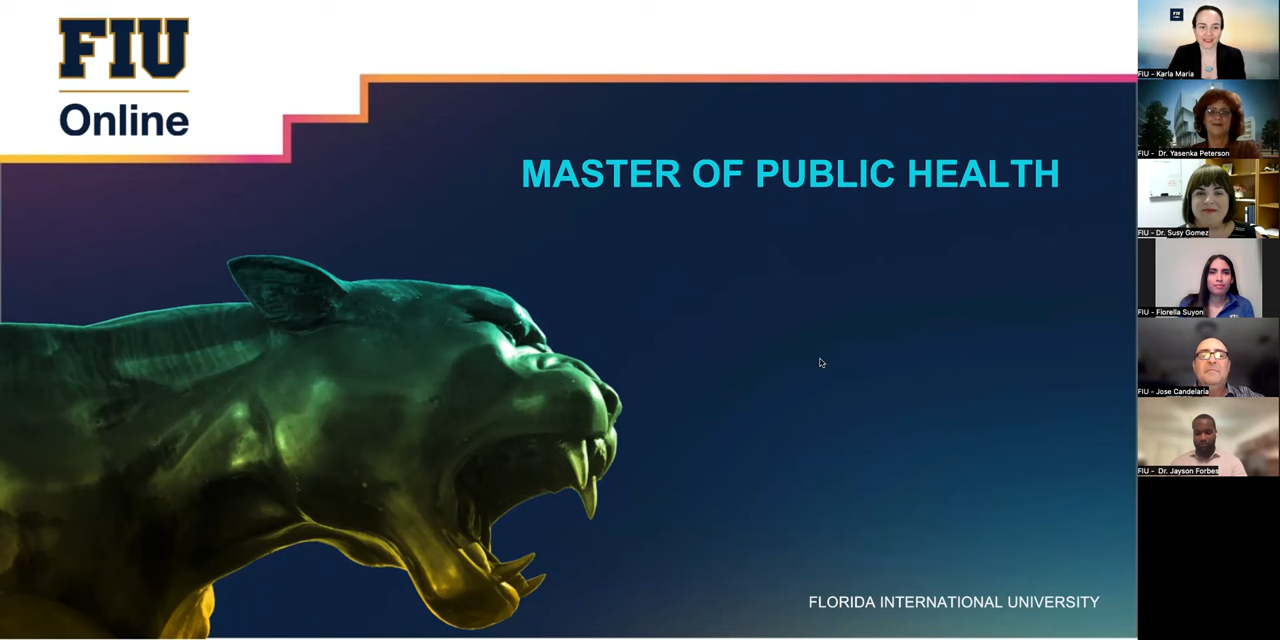 FIU
Online
MASTER OF PUBLIC HEALTH
FLORIDA INTERNATIONAL UNIVERSITY
FIU
FIU - Karla Maria
FIU - Dr. Yasenka Peterson
FIU - Dr. Susy Gomez
FIU - Fiorella Suyon
FIU - Jose Candelaria
FIU - Dr. Jayson Forbes